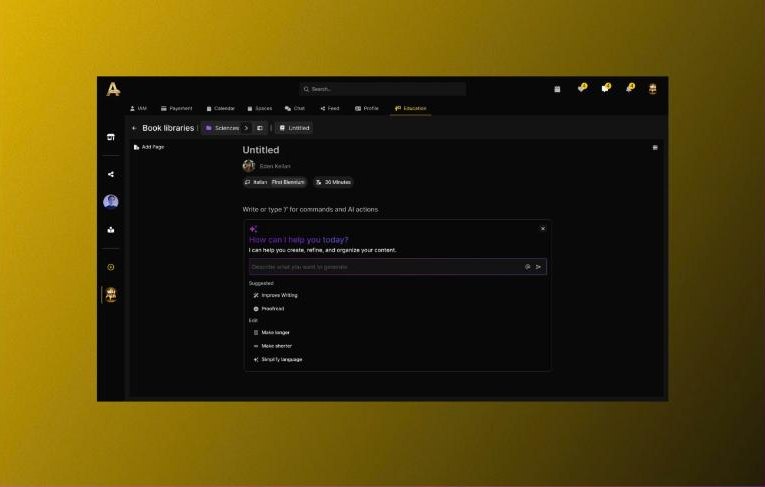 Search..
IAM Payement Calendar Spaces Chat Feed Profile Education
Book libraries Sciences Untitled
Add Page
Untitled
Eden Kellan
Italian First Biennium 30 Minutes
Write or type '/' for commands and AI actions
How can I help you today?
I can help you create, refine, and organize your content.
Describe what you want to generate
Suggested
Improve Writing
Proofread
Edit
Make longer
Make shorter
Simplify language